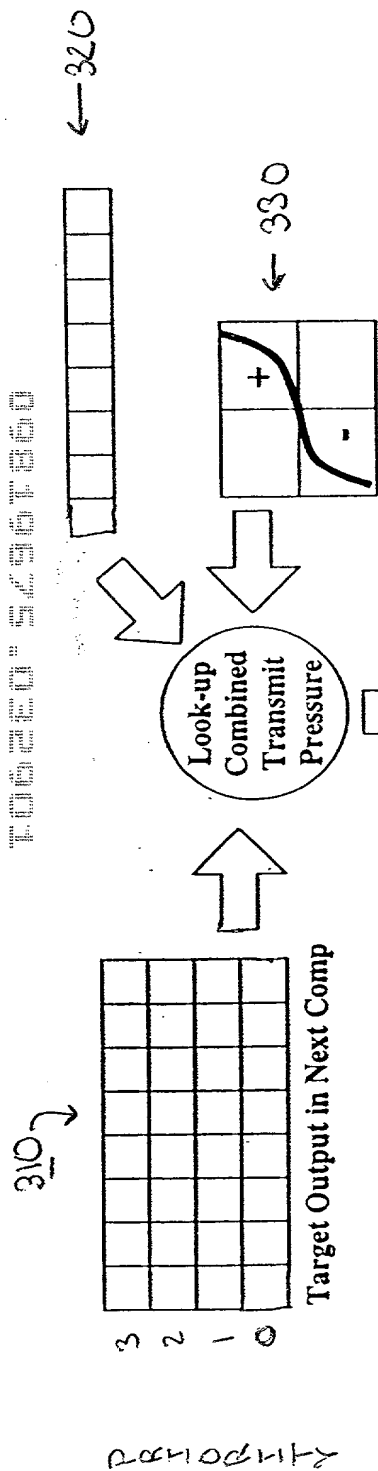 ←320
310
← 330
+
-
Look-up
Combined
Transmit
Pressure
3
2
1
0
Target Output in Next Comp
PRIORITY